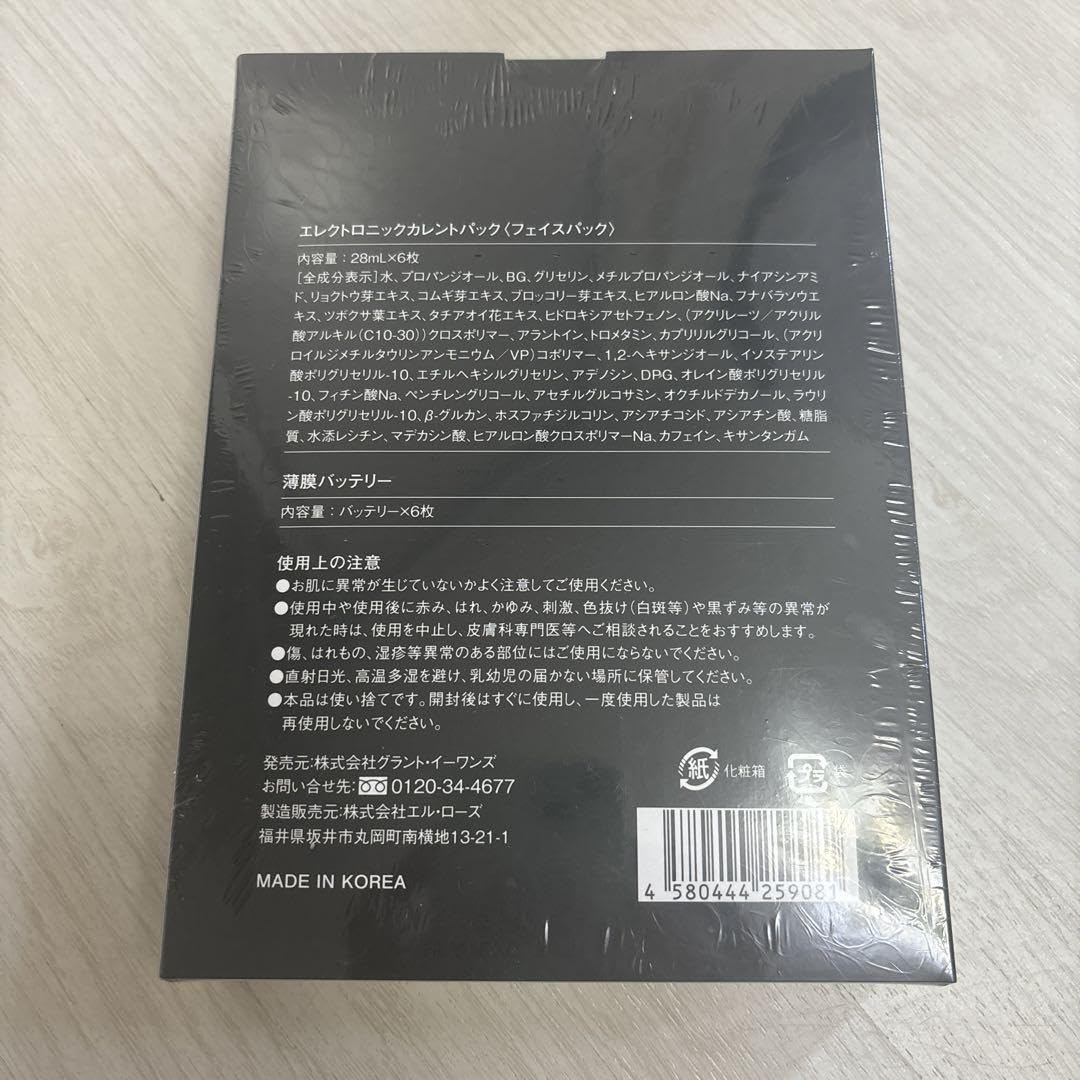 エレクトロニックカレントパック〈フェイスパック〉
内容量：28mL×6枚
[全成分表示]水、プロパンジオール、BG、グリセリン、メチルプロパンジオール、ナイアシンアミ
ド、リョクトウ芽エキス、コムギ芽エキス、ブロッコリー芽エキス、ヒアルロン酸Na、フナバラソウエ
キス、ツボクサ葉エキス、タチアオイ花エキス、ヒドロキシアセトフェノン、（アクリレーツ／アクリル
酸アルキル（C10-30））クロスポリマー、アラントイン、トロメタミン、カプリリルグリコール、（アクリ
ロイルジメチルタウリンアンモニウム／VP）コポリマー、1,2-ヘキサンジオール、イソステアリン
酸ポリグリセリル-10、エチルヘキシルグリセリン、アデノシン、DPG、オレイン酸ポリグリセリル
-10、フィチン酸Na、ペンチレングリコール、アセチルグルコサミン、オクチルドデカノール、ラウリ
ン酸ポリグリセリル-10、β-グルカン、ホスファチジルコリン、アシアチコシド、アシアチン酸、糖脂
質、水添レシチン、マデカシン酸、ヒアルロン酸クロスポリマーNa、カフェイン、キサンタンガム
薄膜バッテリー
内容量：バッテリー×6枚
使用上の注意
●お肌に異常が生じていないかよく注意してご使用ください。
●使用中や使用後に赤み、はれ、かゆみ、刺激、色抜け（白斑等）や黒ずみ等の異常が
現れた時は、使用を中止し、皮膚科専門医等へご相談されることをおすすめします。
●傷、はれもの、湿疹等異常のある部位にはご使用にならないでください。
●直射日光、高温多湿を避け、乳幼児の届かない場所に保管してください。
●本品は使い捨てです。開封後はすぐに使用し、一度使用した製品は
再使用しないでください。
発売元：株式会社グラント・イーワンズ
お問い合せ先：0120-34-4677
製造販売元：株式会社エル・ローズ
福井県坂井市丸岡町南横地13-21-1
MADE IN KOREA
紙 化粧箱 プラ 袋
4 580444 259081